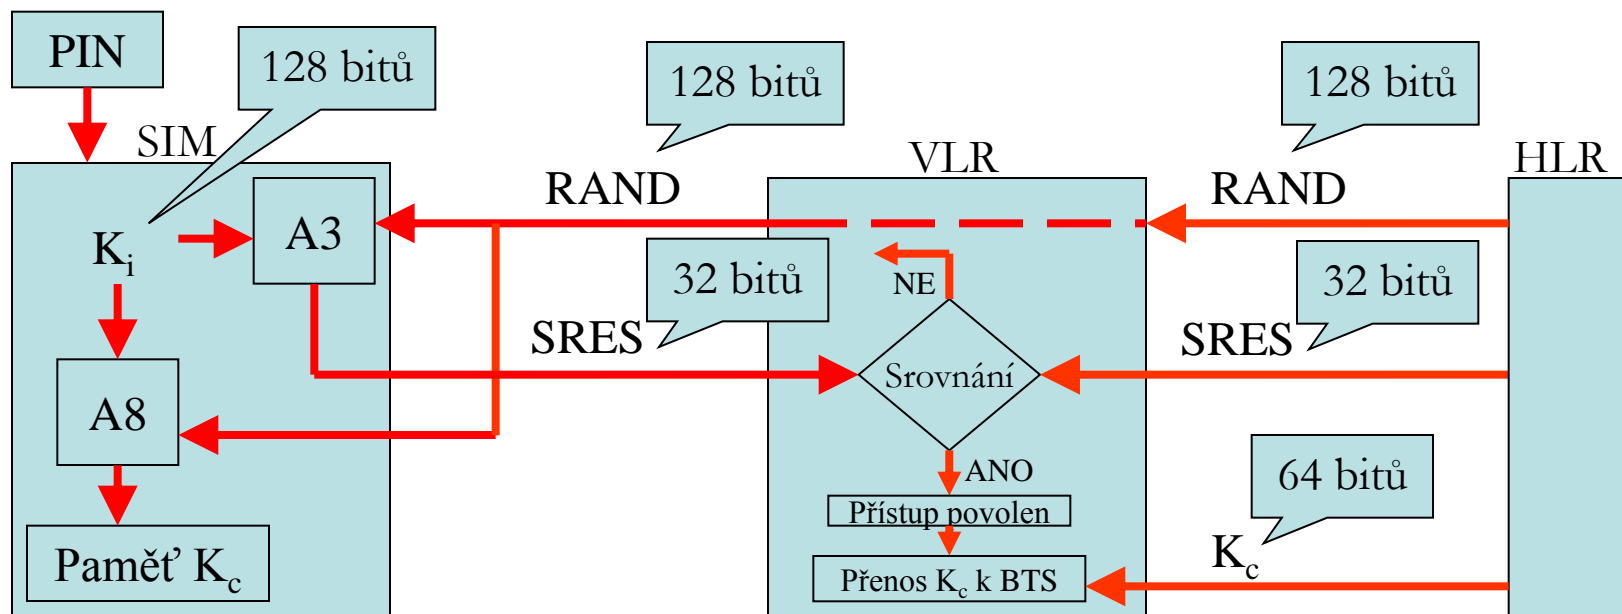 PIN
128 bitů
128 bitů
128 bitů
SIM
VLR
HLR
RAND
RAND
A3
Ki
32 bitů
32 bitů
NE
SRES
SRES
Srovnání
A8
ANO
64 bitů
Přístup povolen
Paměť Kc
Přenos Kc k BTS
Kc